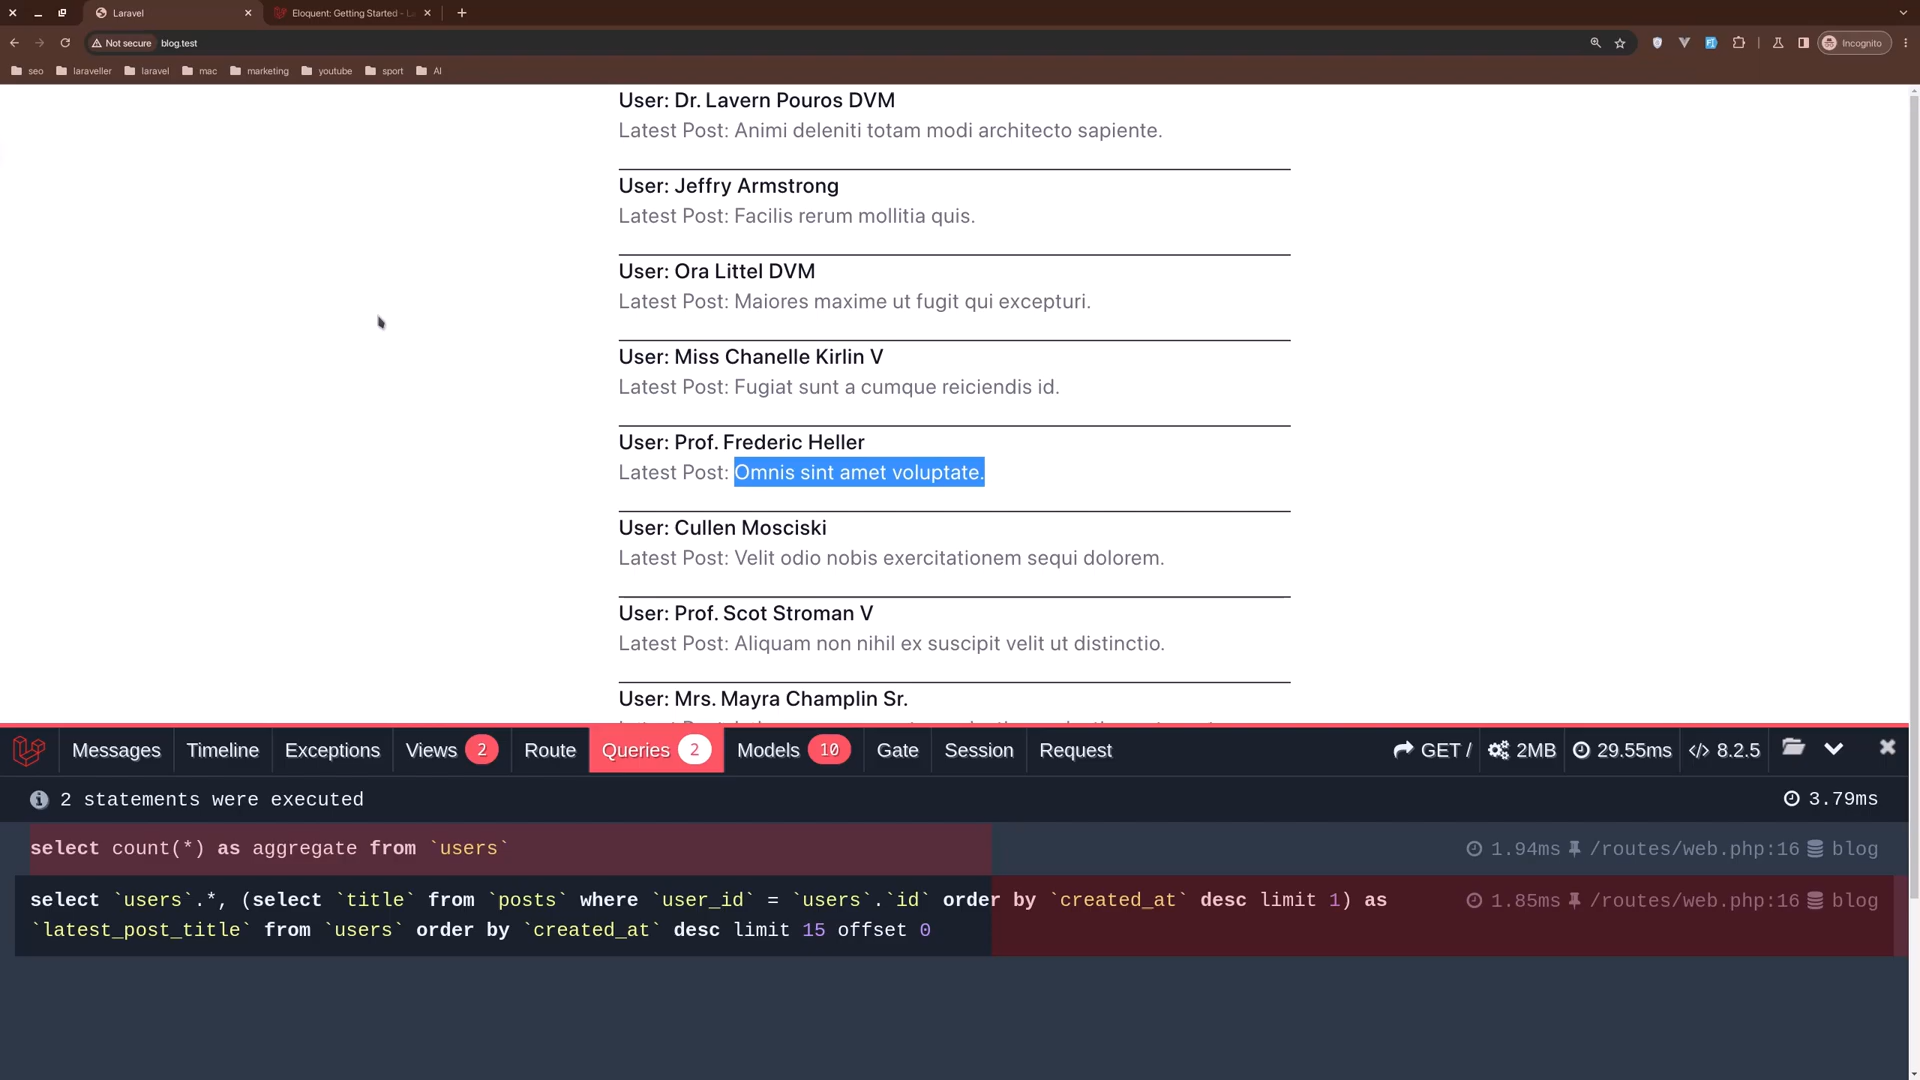 Laravel
Eloquent: Getting Started - La
Not secure
blog.test
Incognito
seo
laraveller
laravel
mac
marketing
youtube
sport
AI
User: Dr. Lavern Pouros DVM
Latest Post: Animi deleniti totam modi architecto sapiente.
User: Jeffry Armstrong
Latest Post: Facilis rerum mollitia quis.
User: Ora Littel DVM
Latest Post: Maiores maxime ut fugit qui excepturi.
User: Miss Chanelle Kirlin V
Latest Post: Fugiat sunt a cumque reiciendis id.
User: Prof. Frederic Heller
Latest Post: Omnis sint amet voluptate.
User: Cullen Mosciski
Latest Post: Velit odio nobis exercitationem sequi dolorem.
User: Prof. Scot Stroman V
Latest Post: Aliquam non nihil ex suscipit velit ut distinctio.
User: Mrs. Mayra Champlin Sr.
Messages Timeline Exceptions Views 2 Route Queries 2 Models 10 Gate Session Request GET / 2MB 29.55ms 8.2.5
2 statements were executed 3.79ms
select count(*) as aggregate from `users` 1.94ms /routes/web.php:16 blog
select `users`.*, (select `title` from `posts` where `user_id` = `users`.`id` order by `created_at` desc limit 1) as 1.85ms /routes/web.php:16 blog
`latest_post_title` from `users` order by `created_at` desc limit 15 offset 0